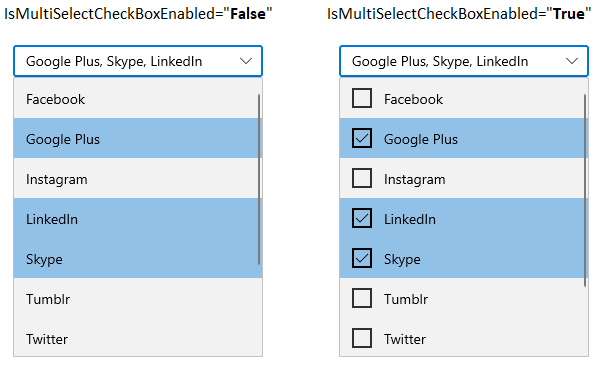 IsMultiSelectCheckBoxEnabled="False"
Google Plus, Skype, LinkedIn
Facebook
Google Plus
Instagram
LinkedIn
Skype
Tumblr
Twitter
IsMultiSelectCheckBoxEnabled="True"
Google Plus, Skype, LinkedIn
Facebook
Google Plus
Instagram
LinkedIn
Skype
Tumblr
Twitter